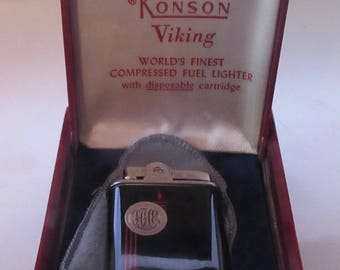 RONSON
Viking
WORLD'S FINEST
COMPRESSED FUEL LIGHTER
with disposable cartridge